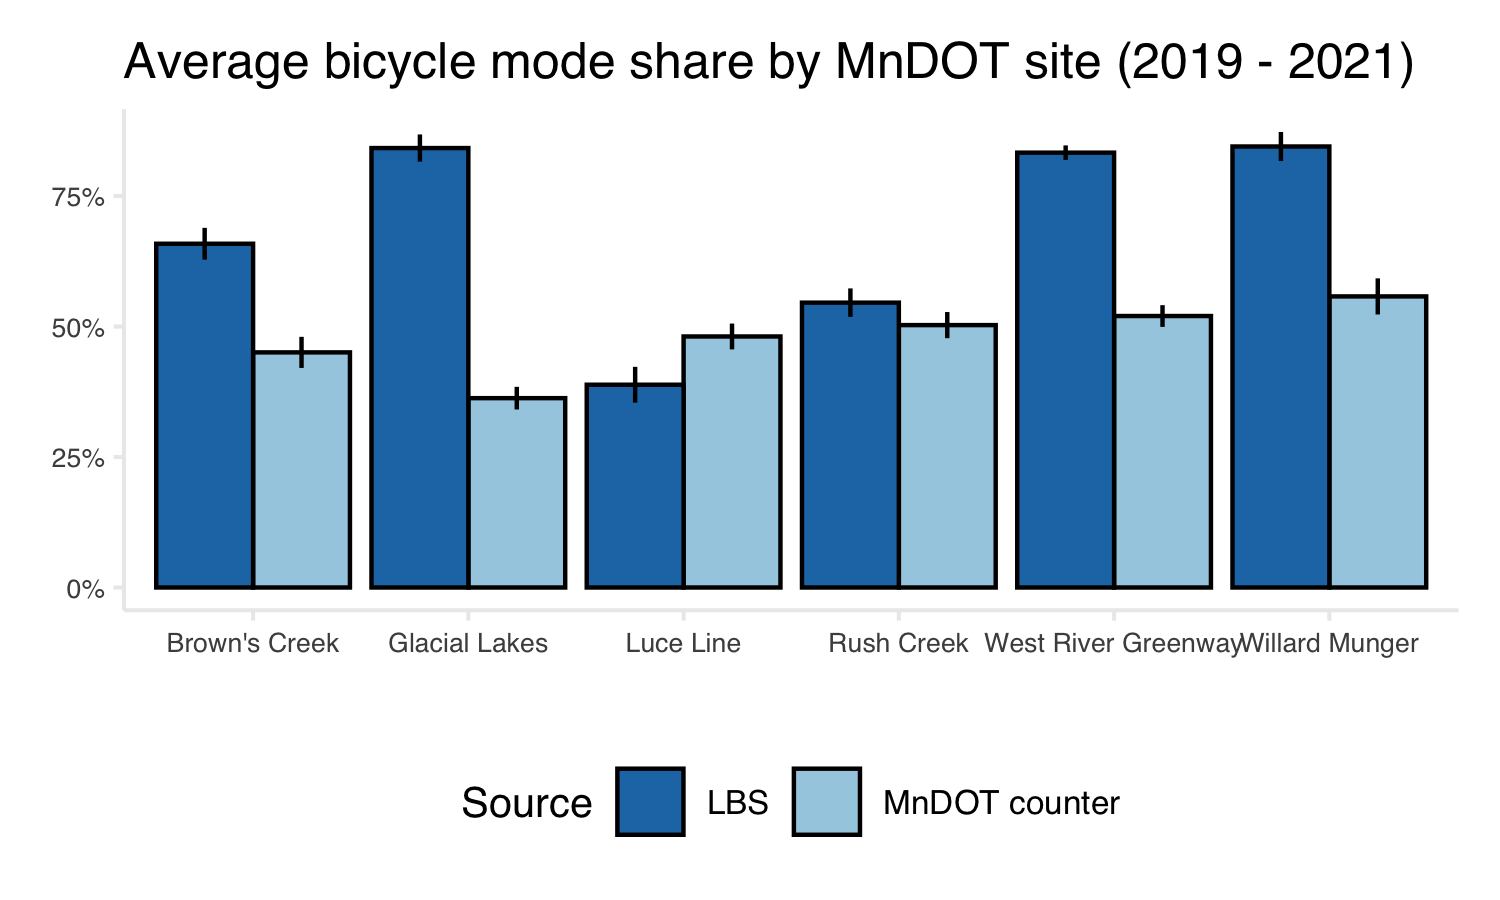 Average bicycle mode share by MnDOT site (2019 - 2021)
75%
50%
25%
0%
Brown's Creek Glacial Lakes Luce Line Rush Creek West River Greenway Willard Munger
Source LBS MnDOT counter